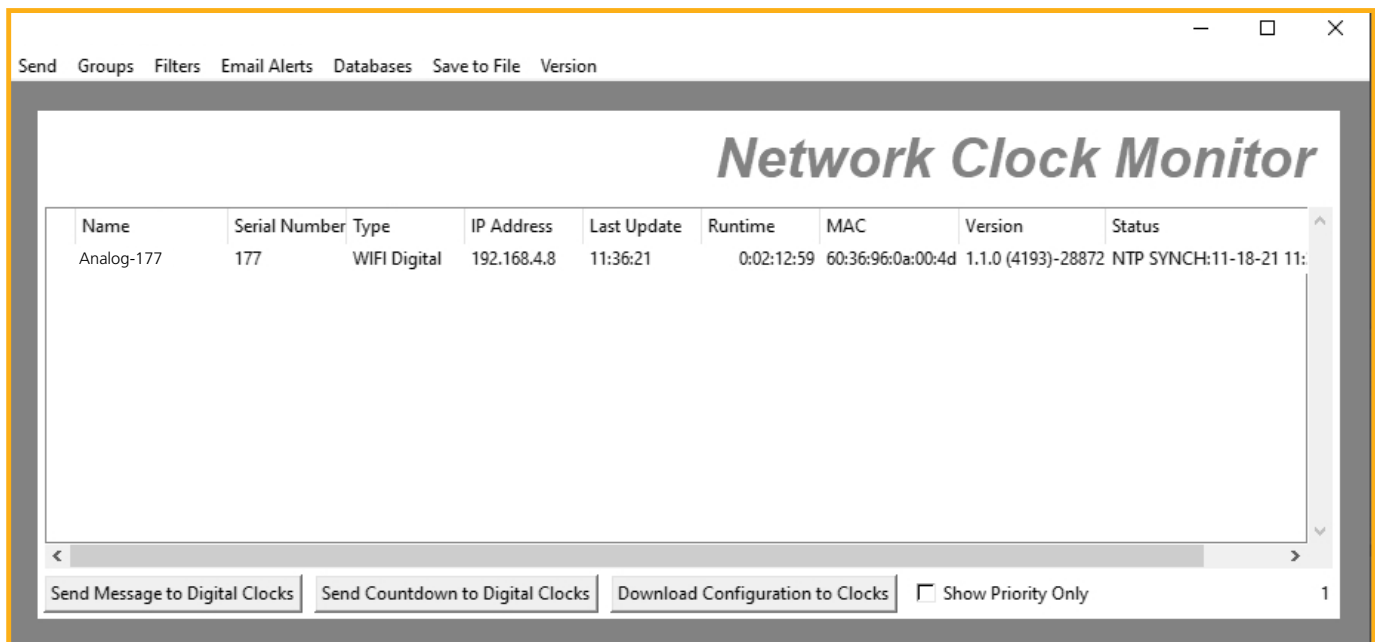 Send Groups Filters Email Alerts Databases Save to File Version
Network Clock Monitor
Name Serial Number Type IP Address Last Update Runtime MAC Version Status
Analog-177 177 WIFI Digital 192.168.4.8 11:36:21 0:02:12:59 60:36:96:0a:00:4d 1.1.0 (4193)-28872 NTP SYNCH:11-18-21 11:
Send Message to Digital Clocks Send Countdown to Digital Clocks Download Configuration to Clocks Show Priority Only 1